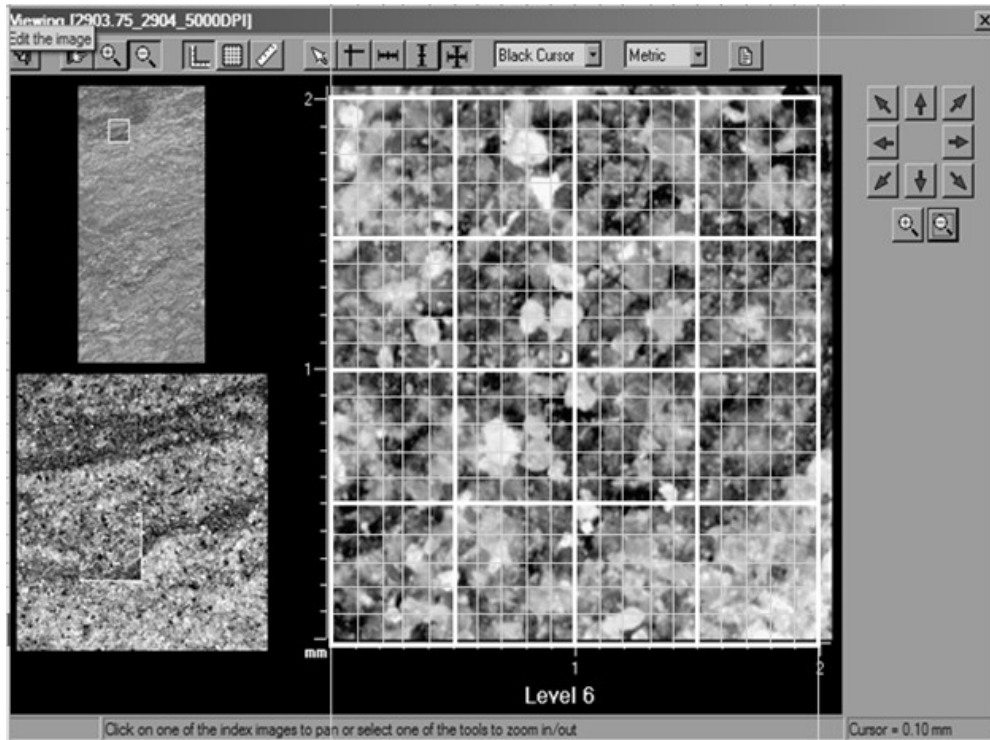 Viewing [2903.75_2904_5000DPI]
Edit the image
Black Cursor
Metric
2
1
mm
1
2
Level 6
Click on one of the index images to pan or select one of the tools to zoom in/out
Cursor = 0.10 mm